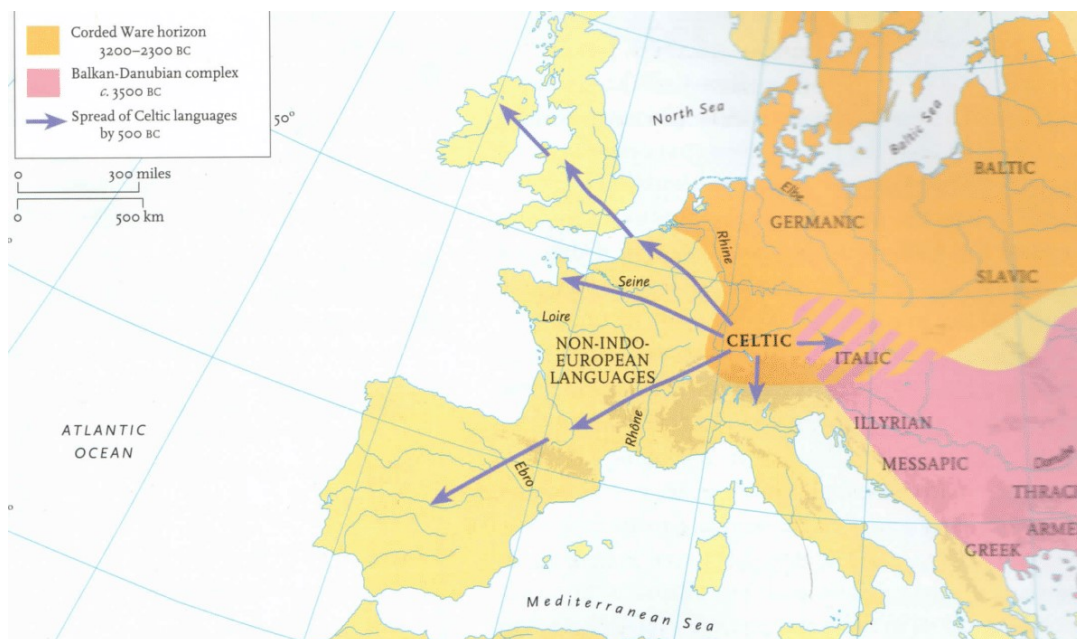 Corded Ware horizon
3200–2300 BC
Balkan-Danubian complex
c. 3500 BC
Spread of Celtic languages
by 500 BC
0 300 miles
0 500 km
50°
North Sea
Baltic Sea
BALTIC
Elbe
GERMANIC
Rhine
SLAVIC
Seine
Loire
CELTIC
NON-INDO-
EUROPEAN
LANGUAGES
ITALIC
Rhône
ILLYRIAN
ATLANTIC
OCEAN
MESSAPIC
Danube
Ebro
THRAC
ARME
GREEK
Mediterranean Sea